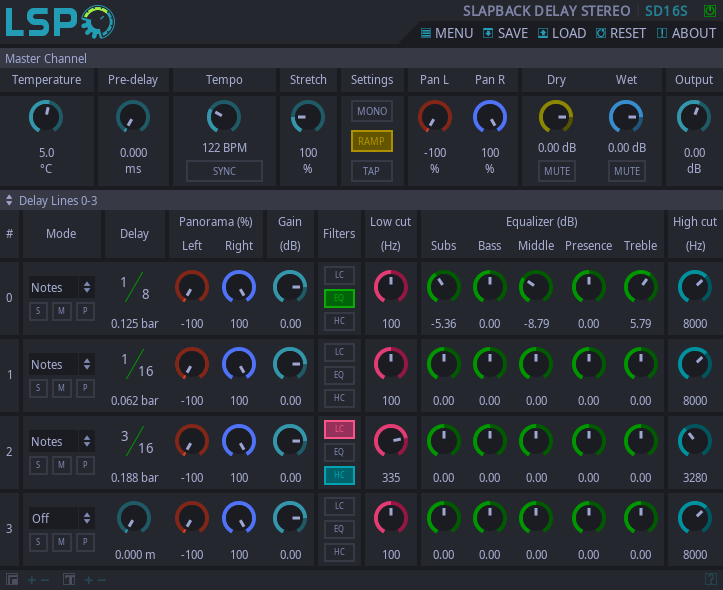 LSP SLAPBACK DELAY STEREO SD16S
MENU SAVE LOAD RESET ABOUT
Master Channel
Temperature Pre-delay Tempo Stretch Settings Pan L Pan R Dry Wet Output
MONO
RAMP
5.0 0.000 122 BPM 100 -100 100 0.00 dB 0.00 dB 0.00
°C ms SYNC % TAP % % MUTE MUTE dB
Delay Lines 0-3
# Mode Delay Panorama (%) Gain Filters Low cut Equalizer (dB) High cut
Left Right (dB) (Hz) Subs Bass Middle Presence Treble (Hz)
0 Notes 1/8 LC
S M P EQ
0.125 bar -100 100 0.00 HC 100 -5.36 0.00 -8.79 0.00 5.79 8000
1 Notes 1/16 LC
S M P EQ
0.062 bar -100 100 0.00 HC 100 0.00 0.00 0.00 0.00 0.00 8000
2 Notes 3/16 LC
S M P EQ
0.188 bar -100 100 0.00 HC 335 0.00 0.00 0.00 0.00 0.00 3280
3 Off LC
S M P EQ
0.000 m -100 100 0.00 HC 100 0.00 0.00 0.00 0.00 0.00 8000